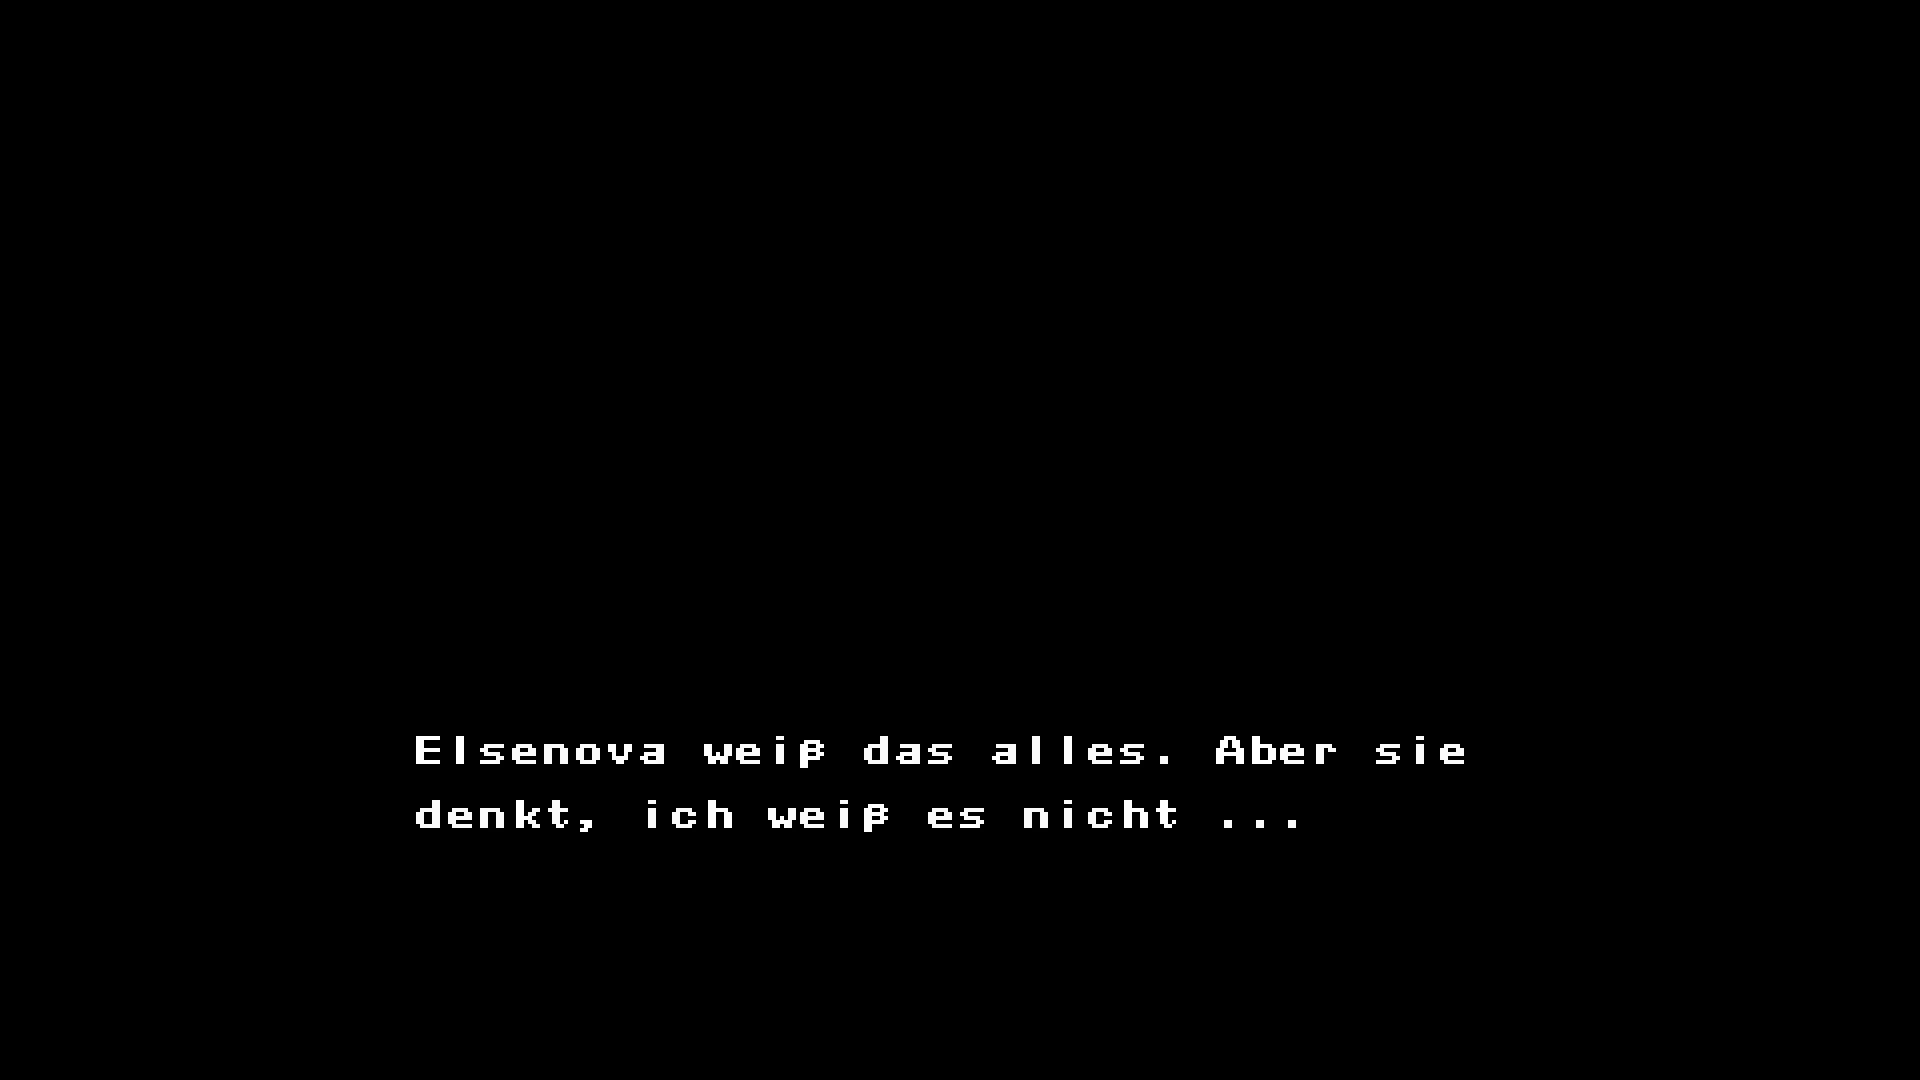 Elsenova weiß das alles. Aber sie
denkt, ich weiß es nicht ...